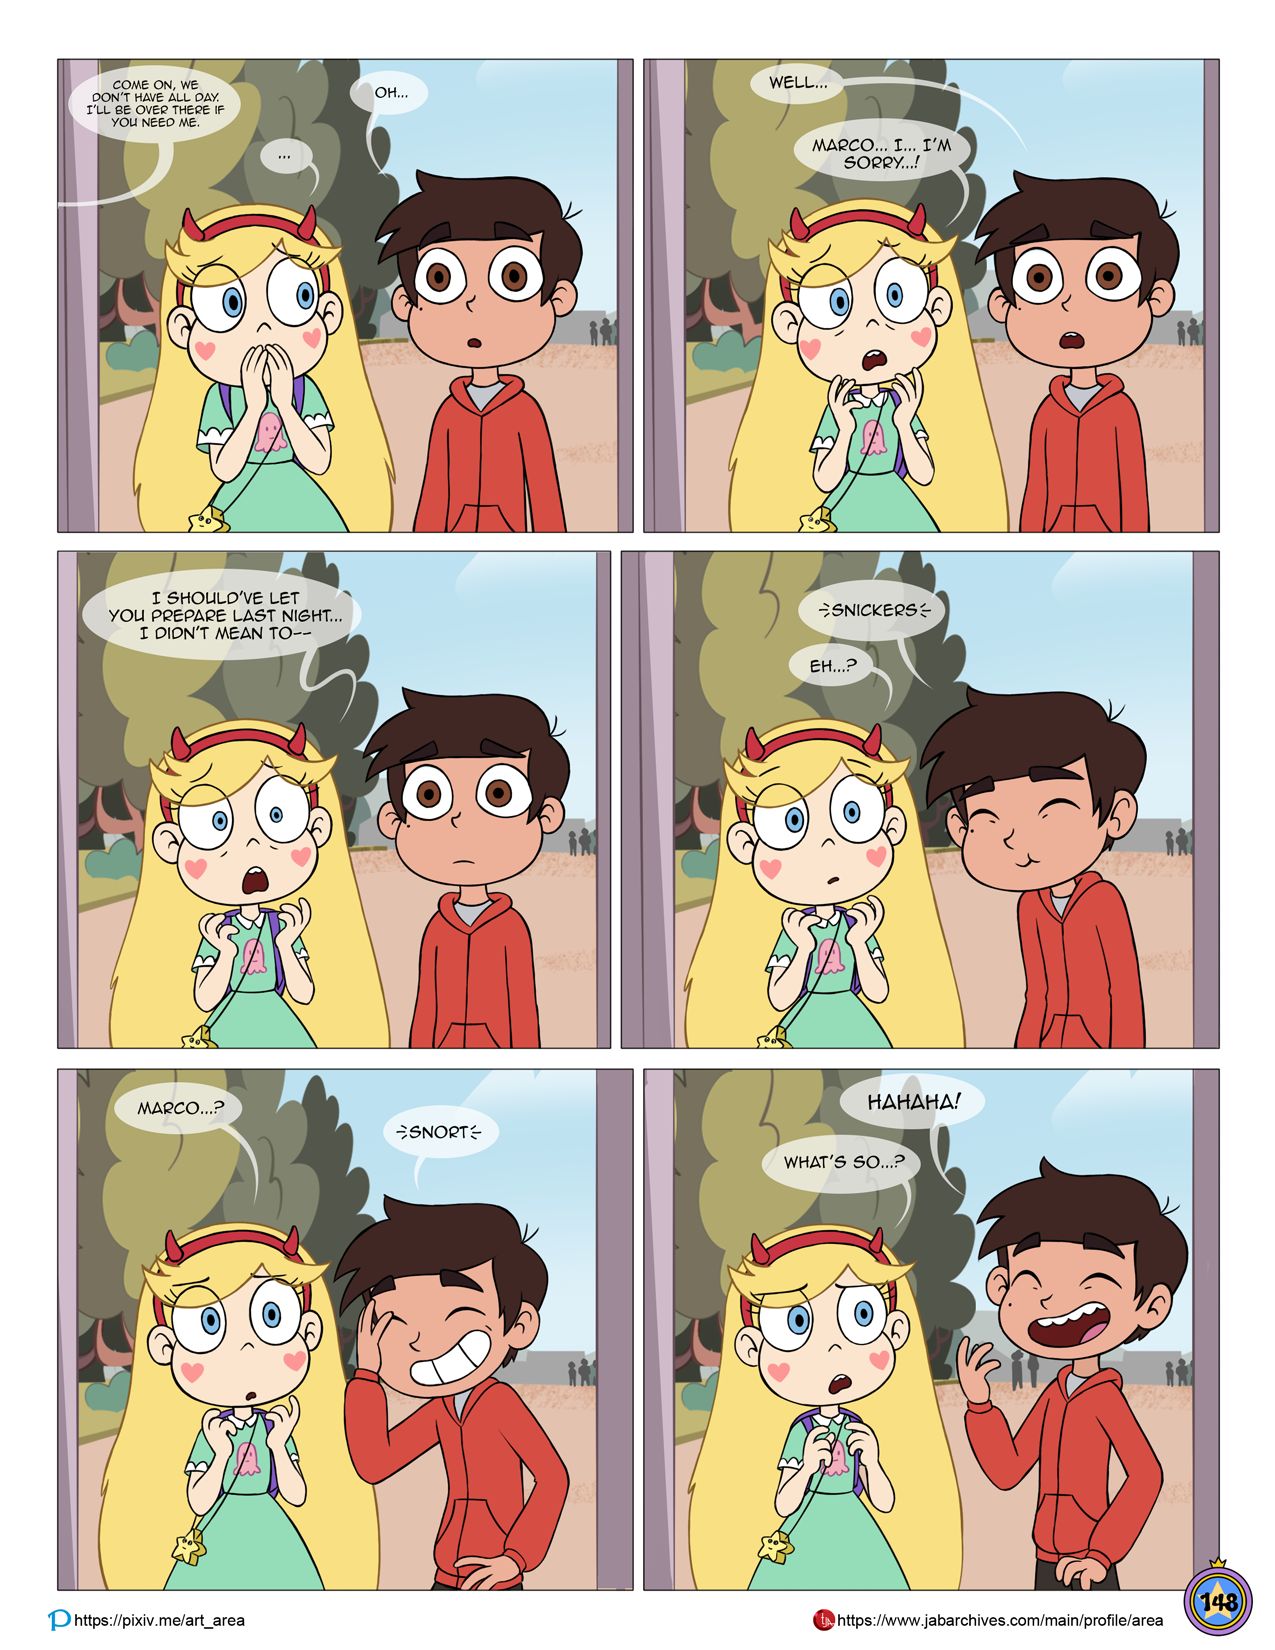 COME ON, WE
DON'T HAVE ALL DAY.
I'LL BE OVER THERE IF
YOU NEED ME.
...
OH...
WELL...
MARCO... I... I'M
SORRY...!
I SHOULD'VE LET
YOU PREPARE LAST NIGHT...
I DIDN'T MEAN TO--
SNICKERS
EH...?
MARCO...?
SNORT
HAHAHA!
WHAT'S SO...?
https://pixiv.me/art_area
https://www.jabarchives.com/main/profile/area
148